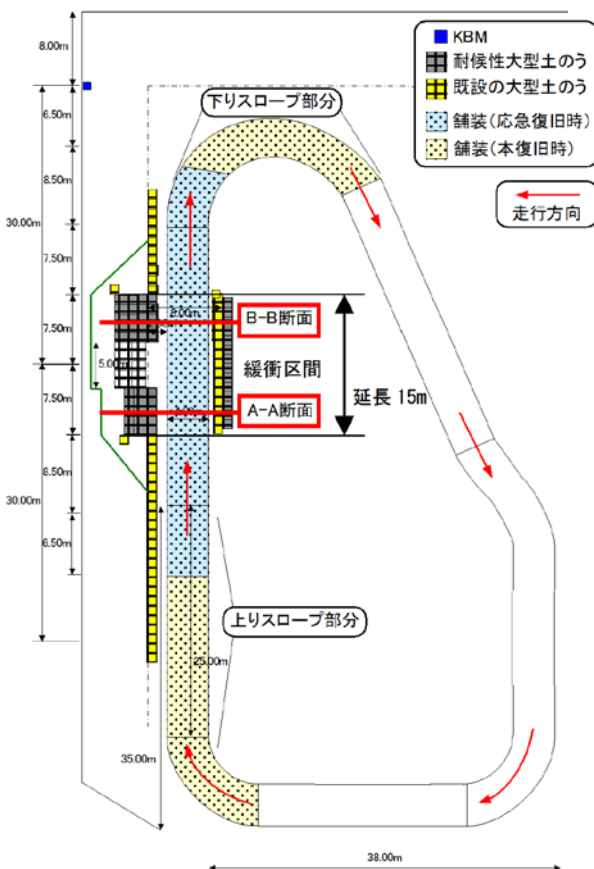 8.00m
KBM
耐候性大型土のう
既設の大型土のう
舗装(応急復旧時)
舗装(本復旧時)
走行方向
下りスロープ部分
6.50m
8.50m
30.00m
7.50m
7.50m
B-B断面
緩衝区間
延長 15m
5.00m
7.50m
A-A断面
8.50m
30.00m
6.50m
上りスロープ部分
25.00m
35.00m
38.00m